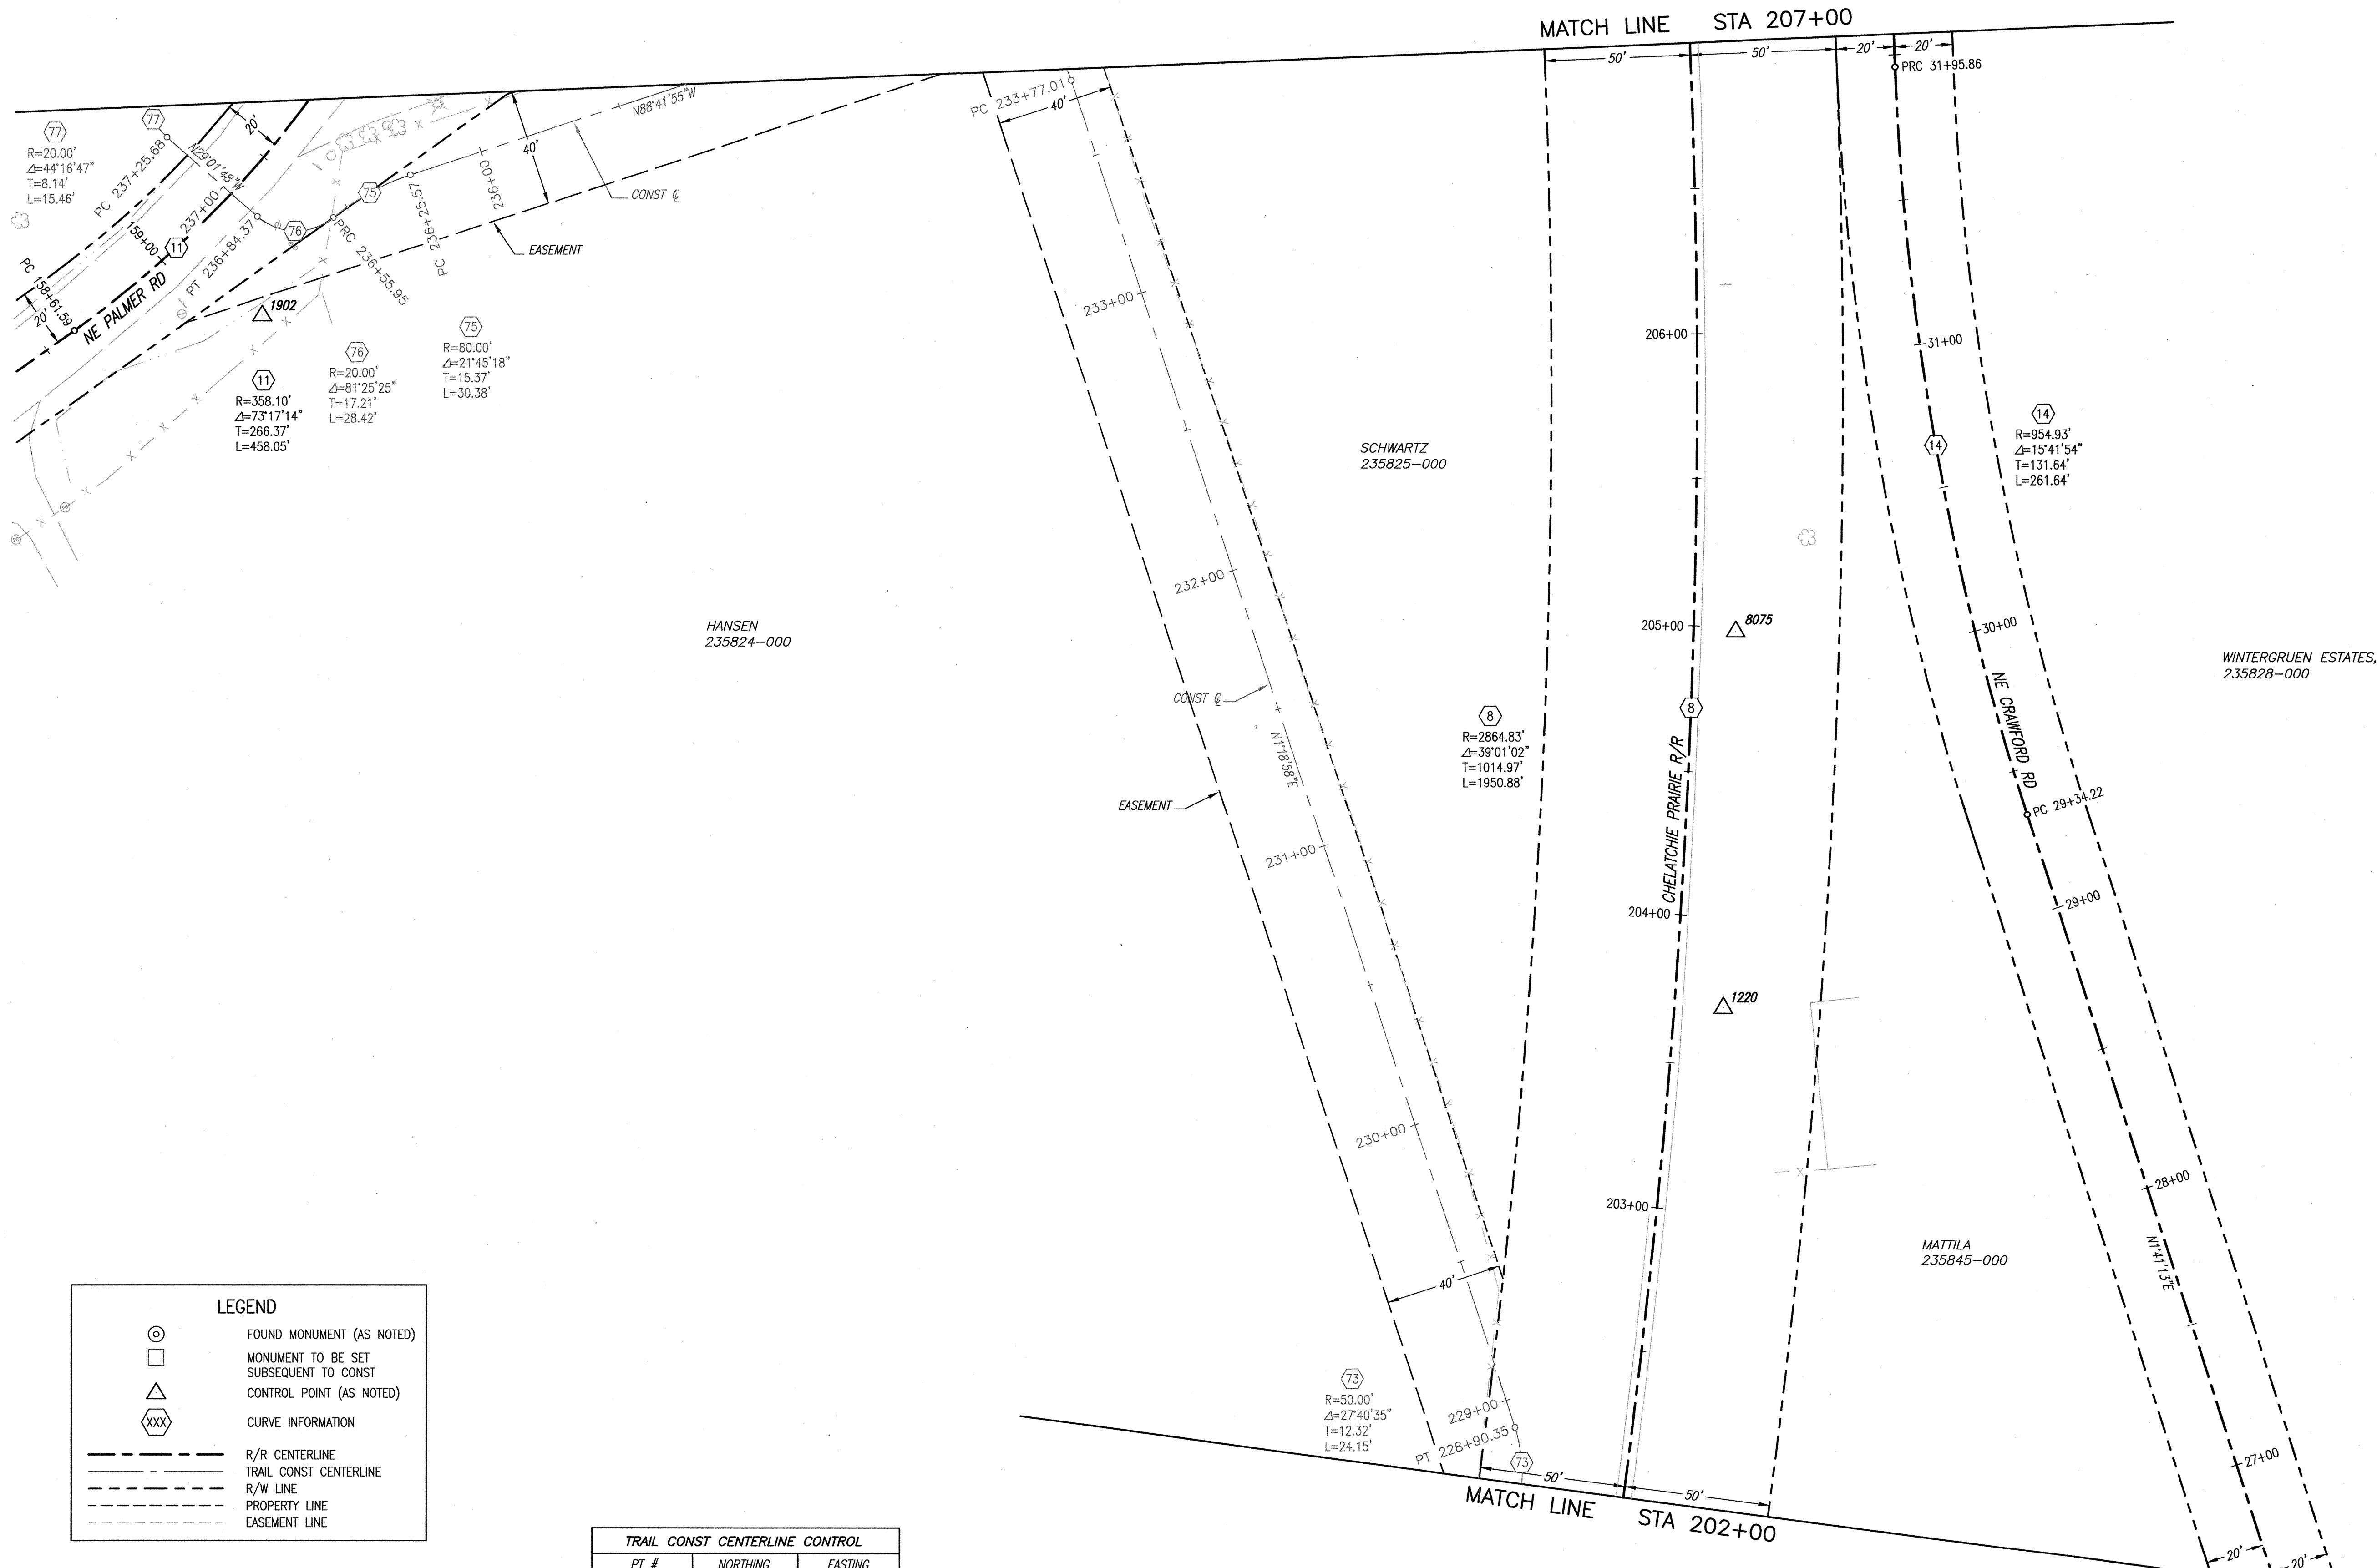 MATCH LINE STA 207+00
50'
50'
20'
20'
PRC 31+95.86
77
R=20.00'
Δ=44°16'47"
T=8.14'
L=15.46'
77
PC 237+25.68
N29°01'48"W
20'
237+00
PT 236+84.37
159+00
11
PC 158+61.59
20'
NE PALMER RD
1902
76
75
PRC 236+55.95
PC 236+25.57
236+00
40'
N88°41'55"W
CONST ℄
EASEMENT
11
R=358.10'
Δ=73°17'14"
T=266.37'
L=458.05'
76
R=20.00'
Δ=81°25'25"
T=17.21'
L=28.42'
75
R=80.00'
Δ=21°45'18"
T=15.37'
L=30.38'
PC 233+77.01
40'
233+00
232+00
CONST ℄
N1°18'58"E
EASEMENT
231+00
230+00
40'
229+00
PT 228+90.35
73
73
R=50.00'
Δ=27°40'35"
T=12.32'
L=24.15'
HANSEN
235824-000
SCHWARTZ
235825-000
8
R=2864.83'
Δ=39°01'02"
T=1014.97'
L=1950.88'
206+00
205+00
8075
8
CHELATCHIE PRAIRIE R/R
204+00
1220
203+00
31+00
14
14
R=954.93'
Δ=15°41'54"
T=131.64'
L=261.64'
30+00
NE CRAWFORD RD
PC 29+34.22
29+00
28+00
N1°41'13"E
27+00
20'
20'
WINTERGRUEN ESTATES,
235828-000
MATTILA
235845-000
50'
50'
MATCH LINE STA 202+00
LEGEND
FOUND MONUMENT (AS NOTED)
MONUMENT TO BE SET
SUBSEQUENT TO CONST
CONTROL POINT (AS NOTED)
XXX CURVE INFORMATION
R/R CENTERLINE
TRAIL CONST CENTERLINE
R/W LINE
PROPERTY LINE
EASEMENT LINE
TRAIL CONST CENTERLINE CONTROL
PT # NORTHING EASTING